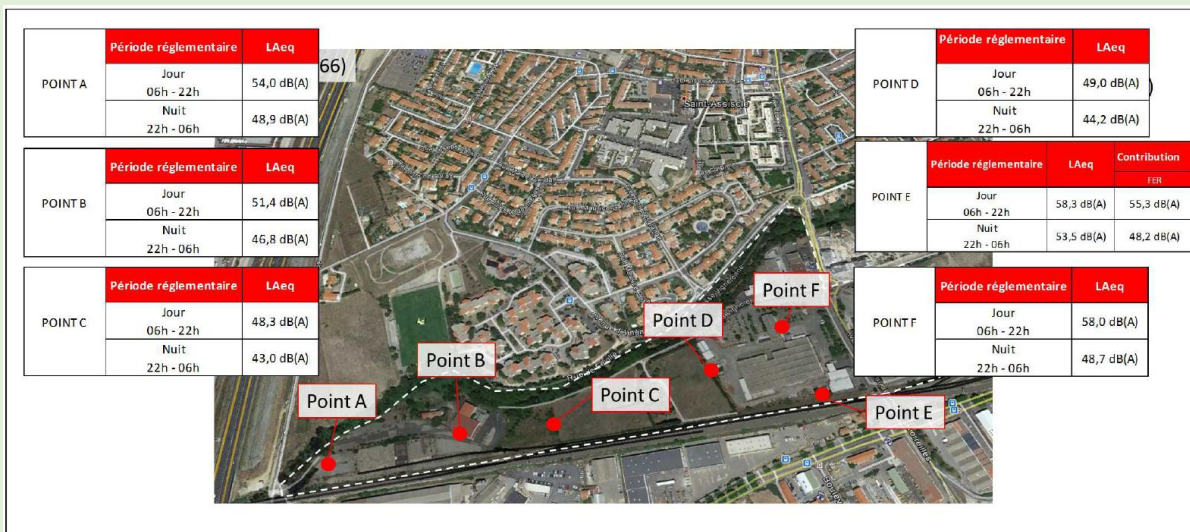 Période réglementaire LAeq
POINT A
Jour
06h - 22h
54,0 dB(A)
Nuit
22h - 06h
48,9 dB(A)
66)
Période réglementaire LAeq
POINT B
Jour
06h - 22h
51,4 dB(A)
Nuit
22h - 06h
46,8 dB(A)
Période réglementaire LAeq
POINT C
Jour
06h - 22h
48,3 dB(A)
Nuit
22h - 06h
43,0 dB(A)
Période réglementaire LAeq
POINT D
Jour
06h - 22h
49,0 dB(A)
Nuit
22h - 06h
44,2 dB(A)
)
Période réglementaire LAeq Contribution
FER
POINT E
Jour
06h - 22h
58,3 dB(A) 55,3 dB(A)
Nuit
22h - 06h
53,5 dB(A) 48,2 dB(A)
Période réglementaire LAeq
POINT F
Jour
06h - 22h
58,0 dB(A)
Nuit
22h - 06h
48,7 dB(A)
Saint-Assiscle
Point F
Point D
Point B
Point C
Point A
Point E